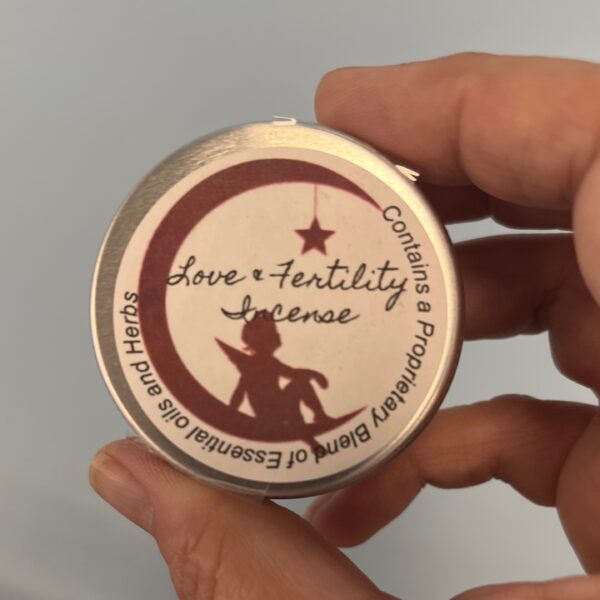 Love & Fertility
Incense
Contains a Proprietary Blend of Essential oils and Herbs